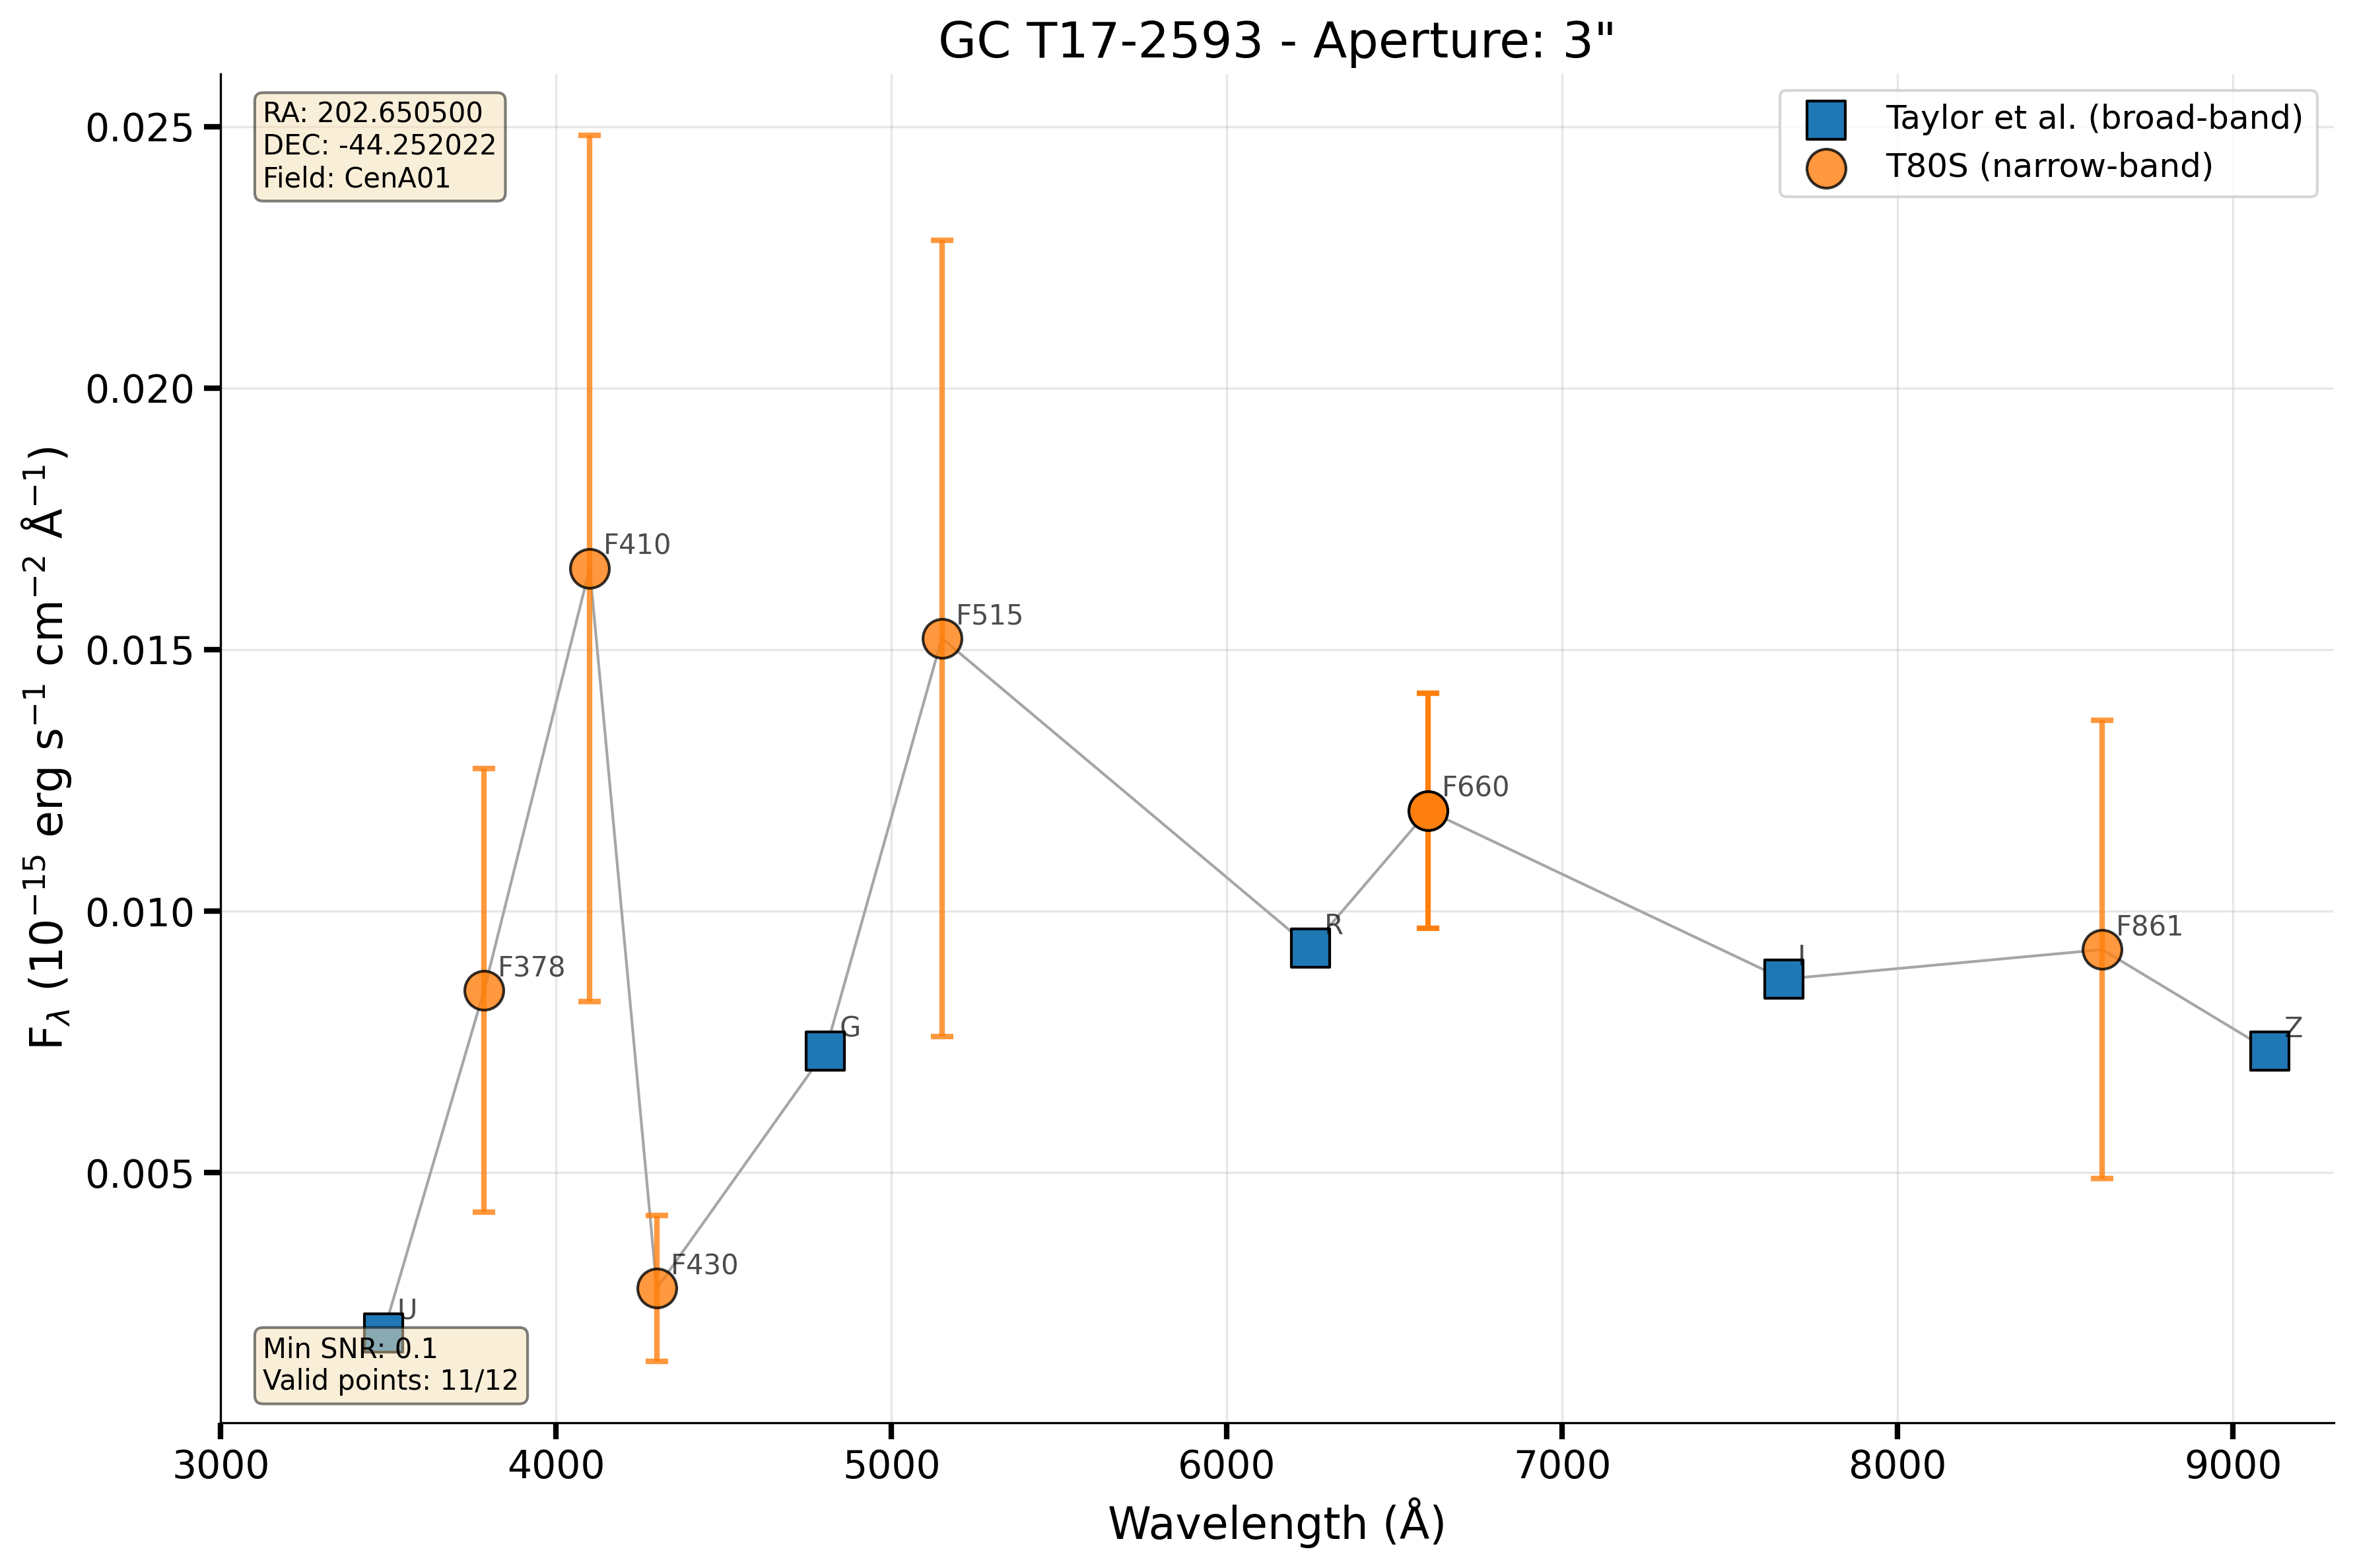 GC T17-2593 - Aperture: 3"
RA: 202.650500
DEC: -44.252022
Field: CenA01
Taylor et al. (broad-band)
T80S (narrow-band)
0.025
0.020
0.015
0.010
0.005
F410
F515
F660
F378
R
I
F861
G
Z
F430
U
Min SNR: 0.1
Valid points: 11/12
3000
4000
5000
6000
7000
8000
9000
Wavelength (Å)
F_λ (10⁻¹⁵ erg s⁻¹ cm⁻² Å⁻¹)